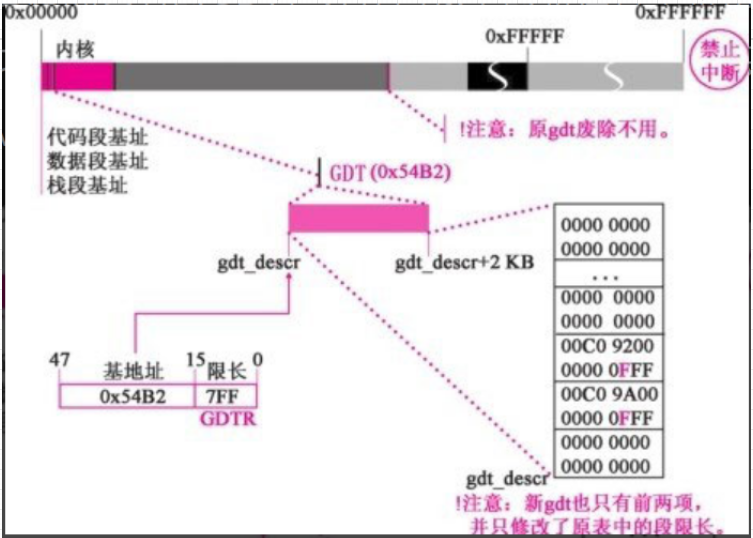 0x00000
0xFFFFFF
内核
0xFFFFF
禁止
中断
!注意：原gdt废除不用。
代码段基址
数据段基址
栈段基址
GDT (0x54B2)
gdt_descr
gdt_descr+2 KB
0000 0000
0000 0000
...
0000 0000
0000 0000
00C0 9200
0000 0FFF
00C0 9A00
0000 0FFF
0000 0000
0000 0000
47
基地址
15
限长
0
0x54B2
7FF
GDTR
gdt_descr
!注意：新gdt也只有前两项，
并只修改了原表中的段限长。